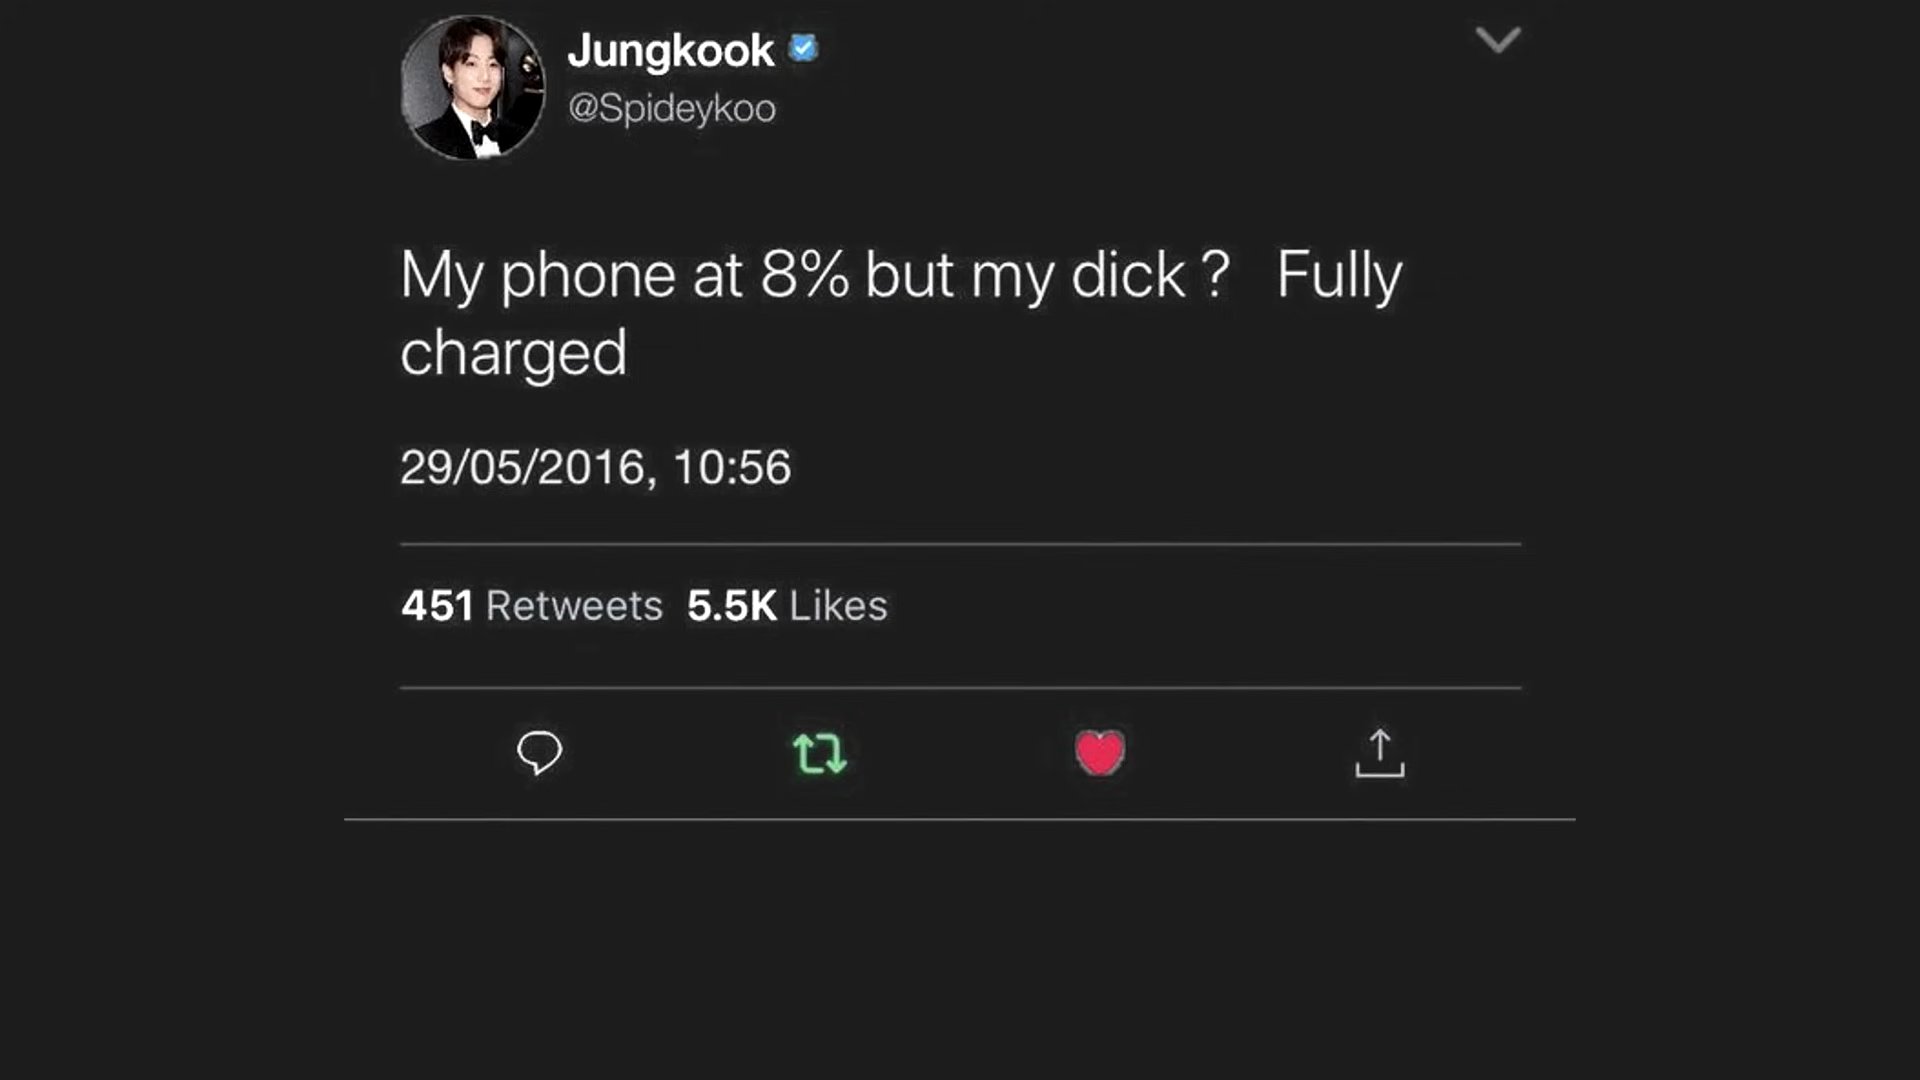 Jungkook
@Spideykoo
My phone at 8% but my dick ? Fully
charged
29/05/2016, 10:56
451 Retweets 5.5K Likes